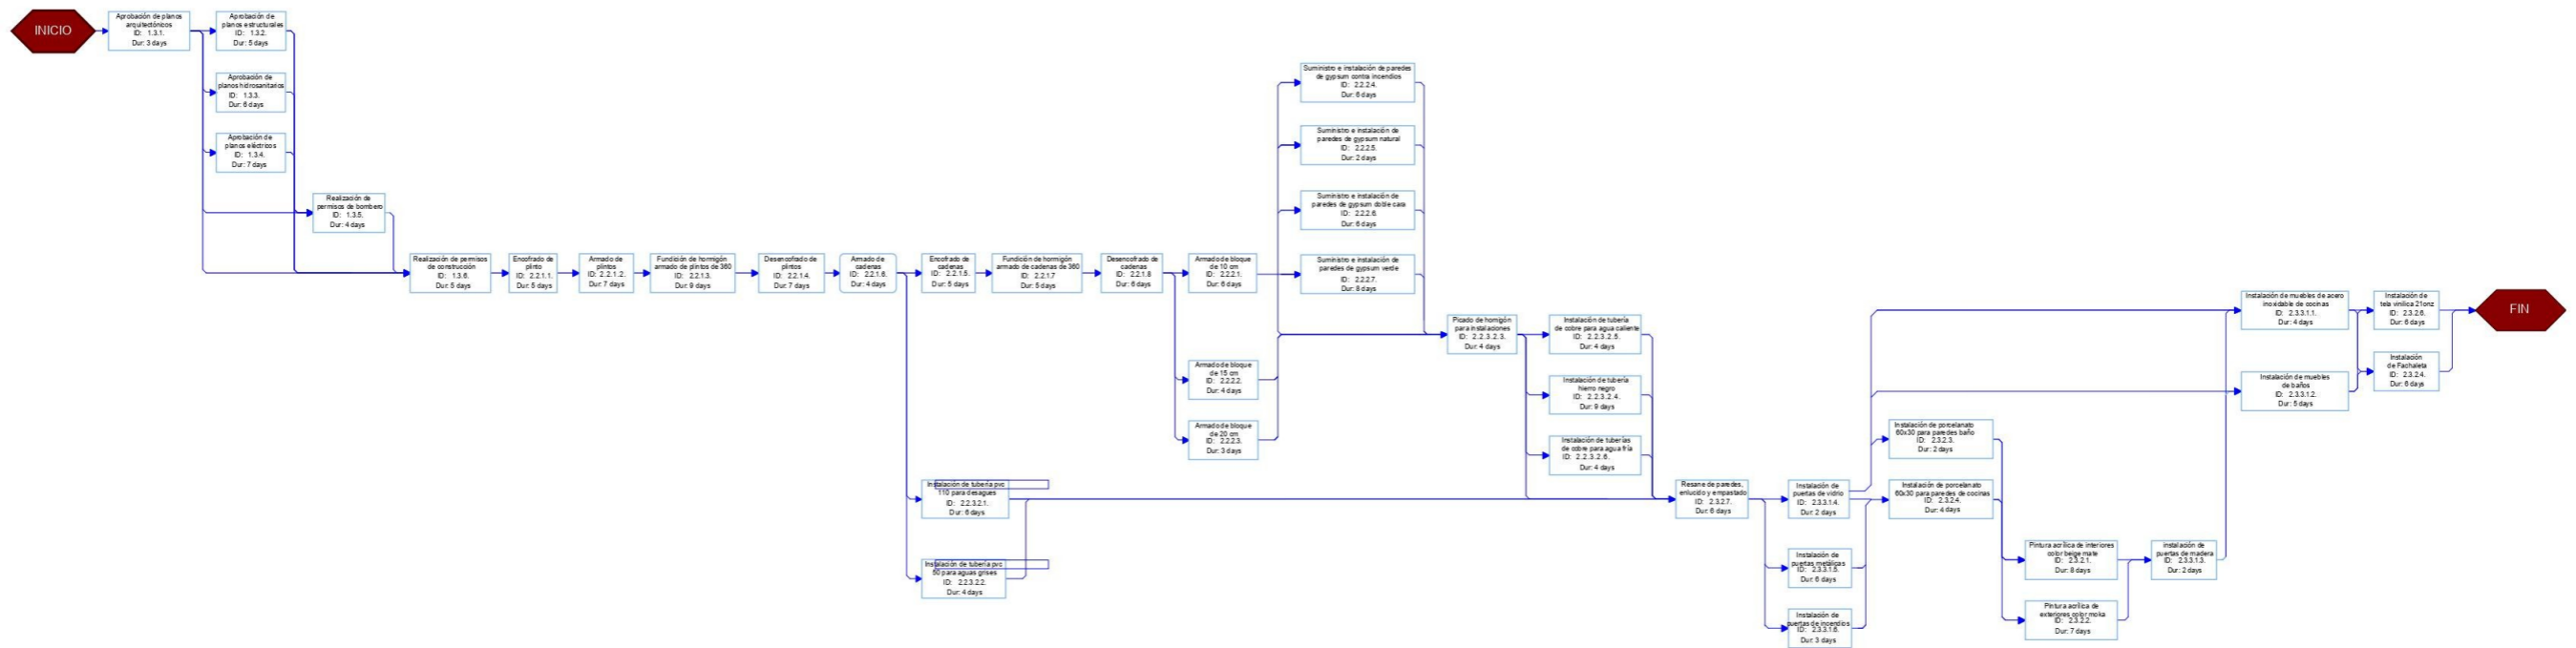 INICIO
Aprobación de planos
arquitectónicos
ID: 1.3.1.
Dur: 3 days
Aprobación de
planos estructurales
ID: 1.3.2.
Dur: 5 days
Aprobación de
planos hidrosanitarios
ID: 1.3.3.
Dur: 6 days
Aprobación de
planos eléctricos
ID: 1.3.4.
Dur: 7 days
Realización de
permisos de bombero
ID: 1.3.5.
Dur: 4 days
Realización de permisos
de construcción
ID: 1.3.6.
Dur: 5 days
Encofrado de
plinto
ID: 2.2.1.1.
Dur: 5 days
Armado de
plintos
ID: 2.2.1.2.
Dur: 7 days
Fundición de hormigón
armado de plintos de 360
ID: 2.2.1.3.
Dur: 9 days
Desencofrado de
plintos
ID: 2.2.1.4.
Dur: 7 days
Armado de
cadenas
ID: 2.2.1.6.
Dur: 4 days
Encofrado de
cadenas
ID: 2.2.1.5.
Dur: 5 days
Fundición de hormigón
armado de cadenas de 360
ID: 2.2.1.7
Dur: 5 days
Desencofrado de
cadenas
ID: 2.2.1.8
Dur: 6 days
Armado de bloque
de 10 cm
ID: 2.2.2.1.
Dur: 6 days
Armado de bloque
de 15 cm
ID: 2.2.2.2.
Dur: 4 days
Armado de bloque
de 20 cm
ID: 2.2.2.3.
Dur: 3 days
Suministro e instalación de paredes
de gypsum contra incendios
ID: 2.2.2.4.
Dur: 6 days
Suministro e instalación de
paredes de gypsum natural
ID: 2.2.2.5.
Dur: 2 days
Suministro e instalación de
paredes de gypsum doble cara
ID: 2.2.2.6.
Dur: 6 days
Suministro e instalación de
paredes de gypsum verde
ID: 2.2.2.7.
Dur: 8 days
Instalación de tubería pvc
110 para desagues
ID: 2.2.3.2.1.
Dur: 6 days
Instalación de tubería pvc
50 para aguas grises
ID: 2.2.3.2.2.
Dur: 4 days
Picado de hormigón
para instalaciones
ID: 2.2.3.2.3.
Dur: 4 days
Instalación de tubería
de cobre para agua caliente
ID: 2.2.3.2.5.
Dur: 4 days
Instalación de tubería
hierro negro
ID: 2.2.3.2.4.
Dur: 9 days
Instalación de tuberías
de cobre para agua fría
ID: 2.2.3.2.6.
Dur: 4 days
Resane de paredes,
enlucido y empastado
ID: 2.3.2.7.
Dur: 6 days
Instalación de
puertas de vidrio
ID: 2.3.3.1.4.
Dur: 2 days
Instalación de
puertas metálicas
ID: 2.3.3.1.5.
Dur: 6 days
Instalación de
puertas de incendios
ID: 2.3.3.1.6.
Dur: 3 days
Instalación de porcelanato
60x30 para paredes baño
ID: 2.3.2.3.
Dur: 2 days
Instalación de porcelanato
60x30 para paredes de cocinas
ID: 2.3.2.4.
Dur: 4 days
Pintura acrílica de interiores
color beige mate
ID: 2.3.2.1.
Dur: 8 days
Pintura acrílica de
exteriores color moka
ID: 2.3.2.2.
Dur: 7 days
instalación de
puertas de madera
ID: 2.3.3.1.3.
Dur: 2 days
Instalación de muebles de acero
inoxidable de cocinas
ID: 2.3.3.1.1.
Dur: 4 days
Instalación de muebles
de baños
ID: 2.3.3.1.2.
Dur: 5 days
Instalación de
tela vinilica 21onz
ID: 2.3.2.6.
Dur: 6 days
Instalación
de Fachaleta
ID: 2.3.2.4.
Dur: 6 days
FIN